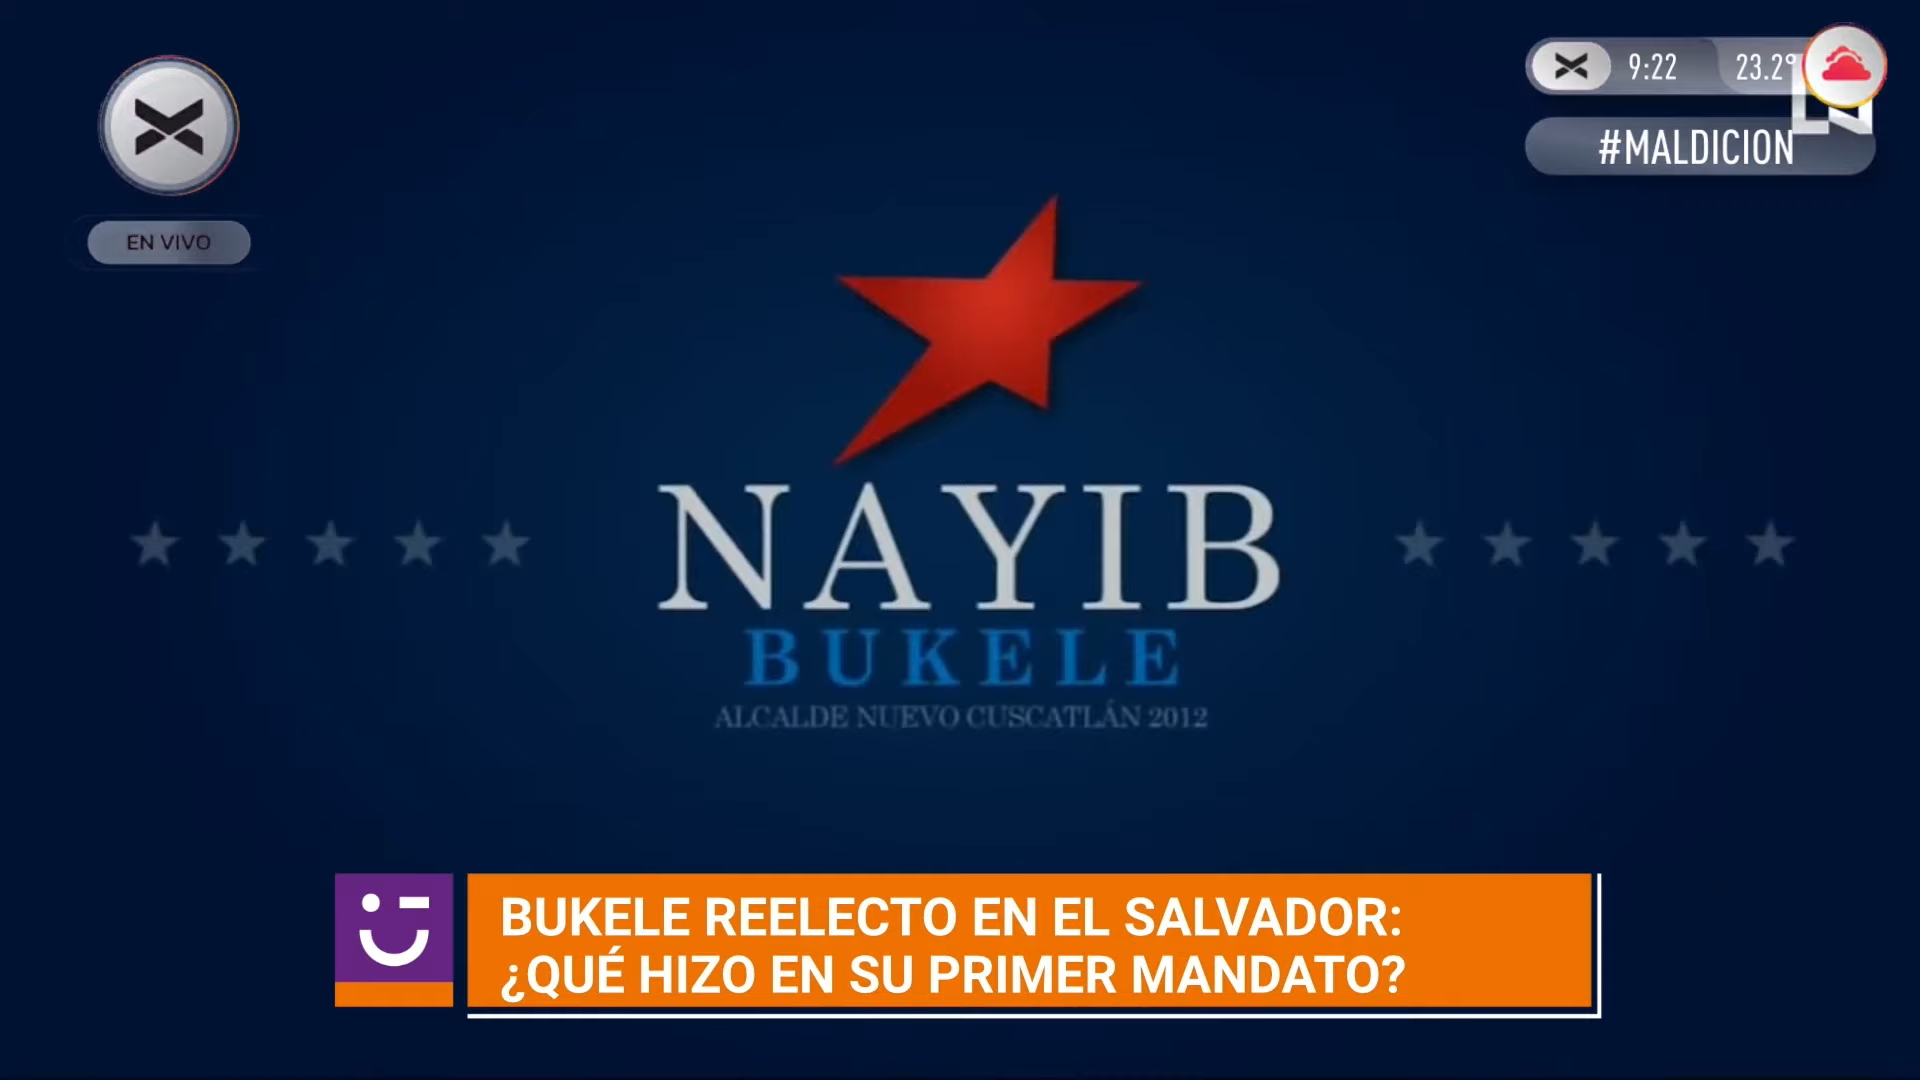 9:22
23.2°
#MALDICION
EN VIVO
NAYIB
BUKELE
ALCALDE NUEVO CUSCATLÁN 2012
BUKELE REELECTO EN EL SALVADOR:
¿QUÉ HIZO EN SU PRIMER MANDATO?